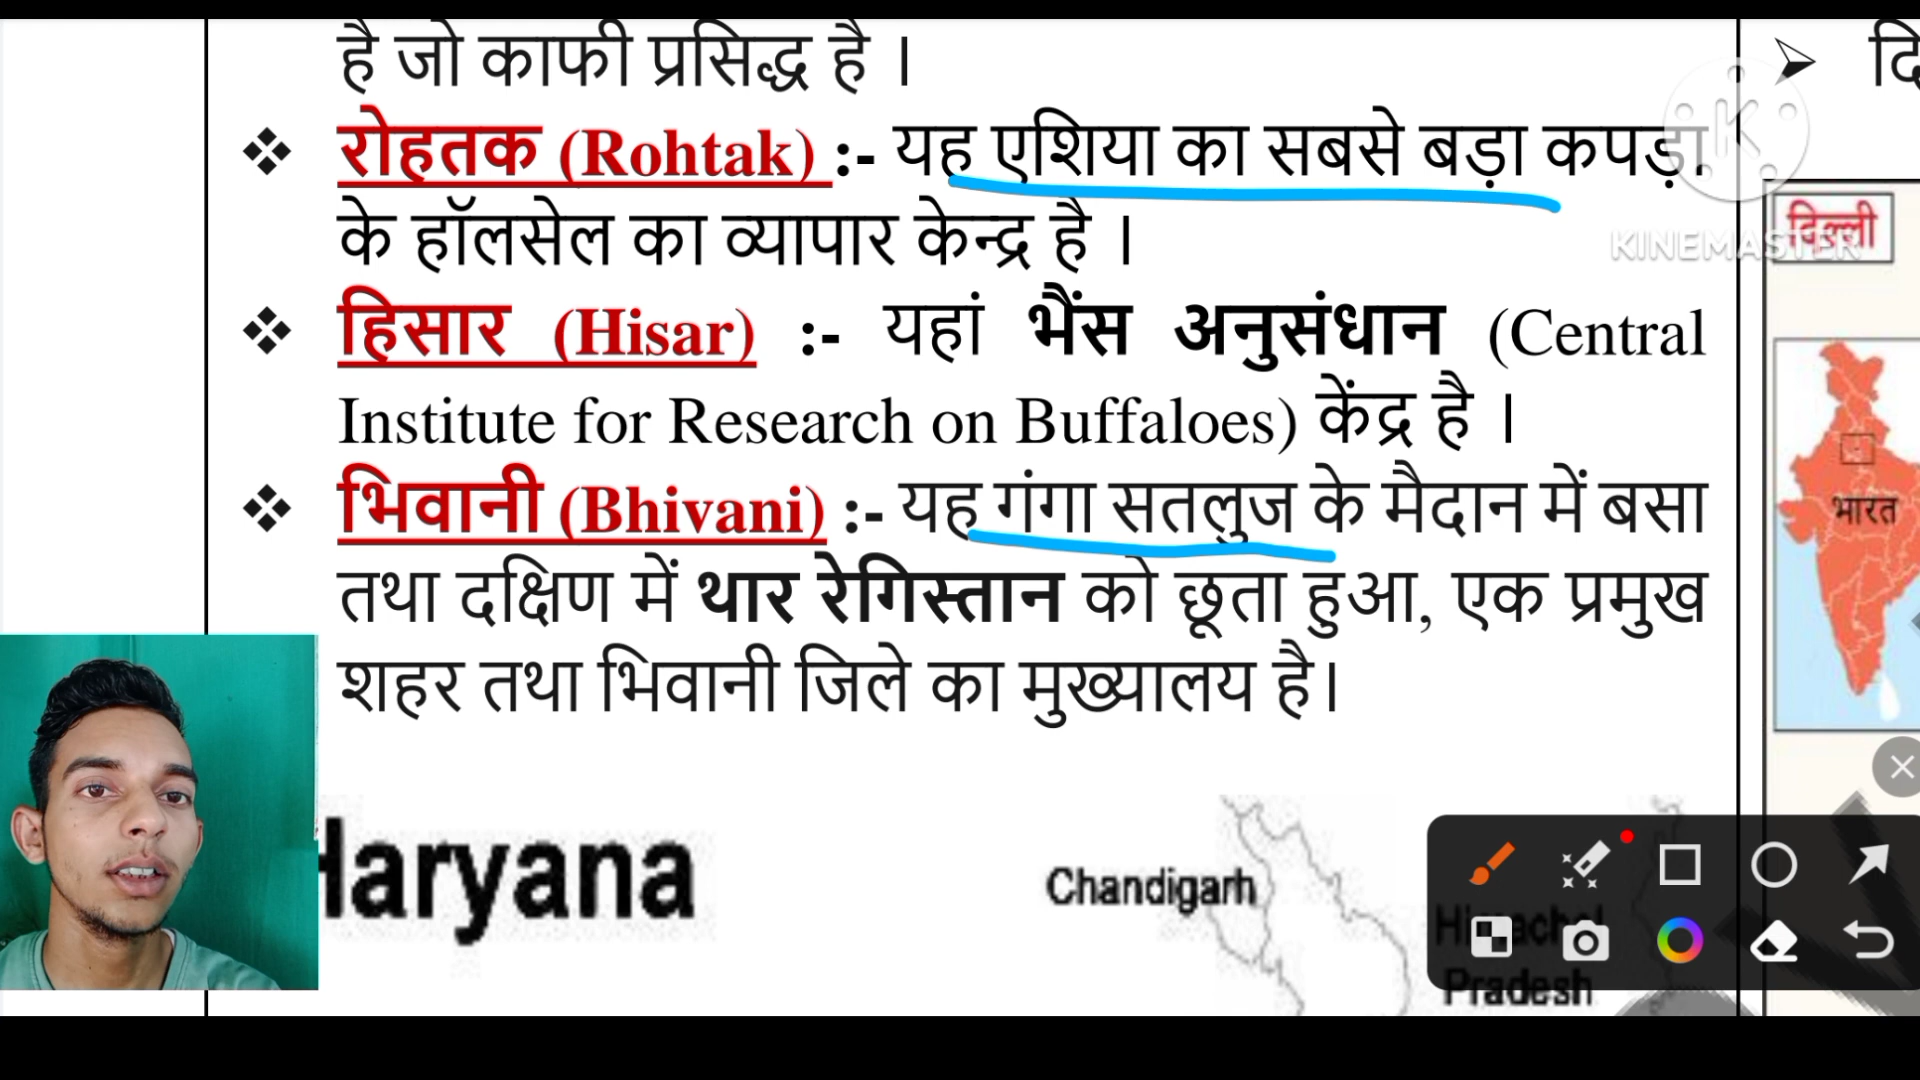 है जो काफी प्रसिद्ध है ।
❖ रोहतक (Rohtak) :- यह एशिया का सबसे बड़ा कपड़ा
के हॉलसेल का व्यापार केन्द्र है ।
❖ हिसार (Hisar) :- यहां भैंस अनुसंधान (Central
Institute for Research on Buffaloes) केंद्र है ।
❖ भिवानी (Bhivani) :- यह गंगा सतलुज के मैदान में बसा
तथा दक्षिण में थार रेगिस्तान को छूता हुआ, एक प्रमुख
शहर तथा भिवानी जिले का मुख्यालय है।
Haryana
Chandigarh
Himachal
Pradesh
➤
K
KINEMASTER
दिल्ली
भारत